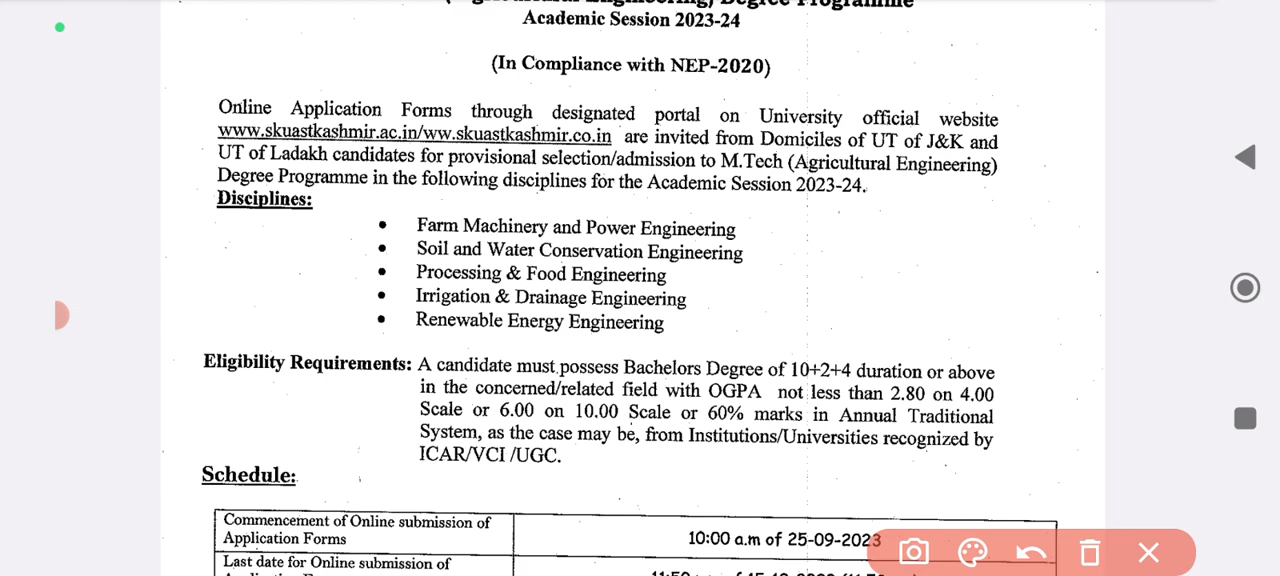 Degree Programme
Academic Session 2023-24
(In Compliance with NEP-2020)
Online Application Forms through designated portal on University official website
www.skuastkashmir.ac.in/ww.skuastkashmir.co.in are invited from Domiciles of UT of J&K and
UT of Ladakh candidates for provisional selection/admission to M.Tech (Agricultural Engineering)
Degree Programme in the following disciplines for the Academic Session 2023-24.
Disciplines:
• Farm Machinery and Power Engineering
• Soil and Water Conservation Engineering
• Processing & Food Engineering
• Irrigation & Drainage Engineering
• Renewable Energy Engineering
Eligibility Requirements: A candidate must possess Bachelors Degree of 10+2+4 duration or above
in the concerned/related field with OGPA not less than 2.80 on 4.00
Scale or 6.00 on 10.00 Scale or 60% marks in Annual Traditional
System, as the case may be, from Institutions/Universities recognized by
ICAR/VCI /UGC.
Schedule:
Commencement of Online submission of
Application Forms
10:00 a.m of 25-09-2023
Last date for Online submission of